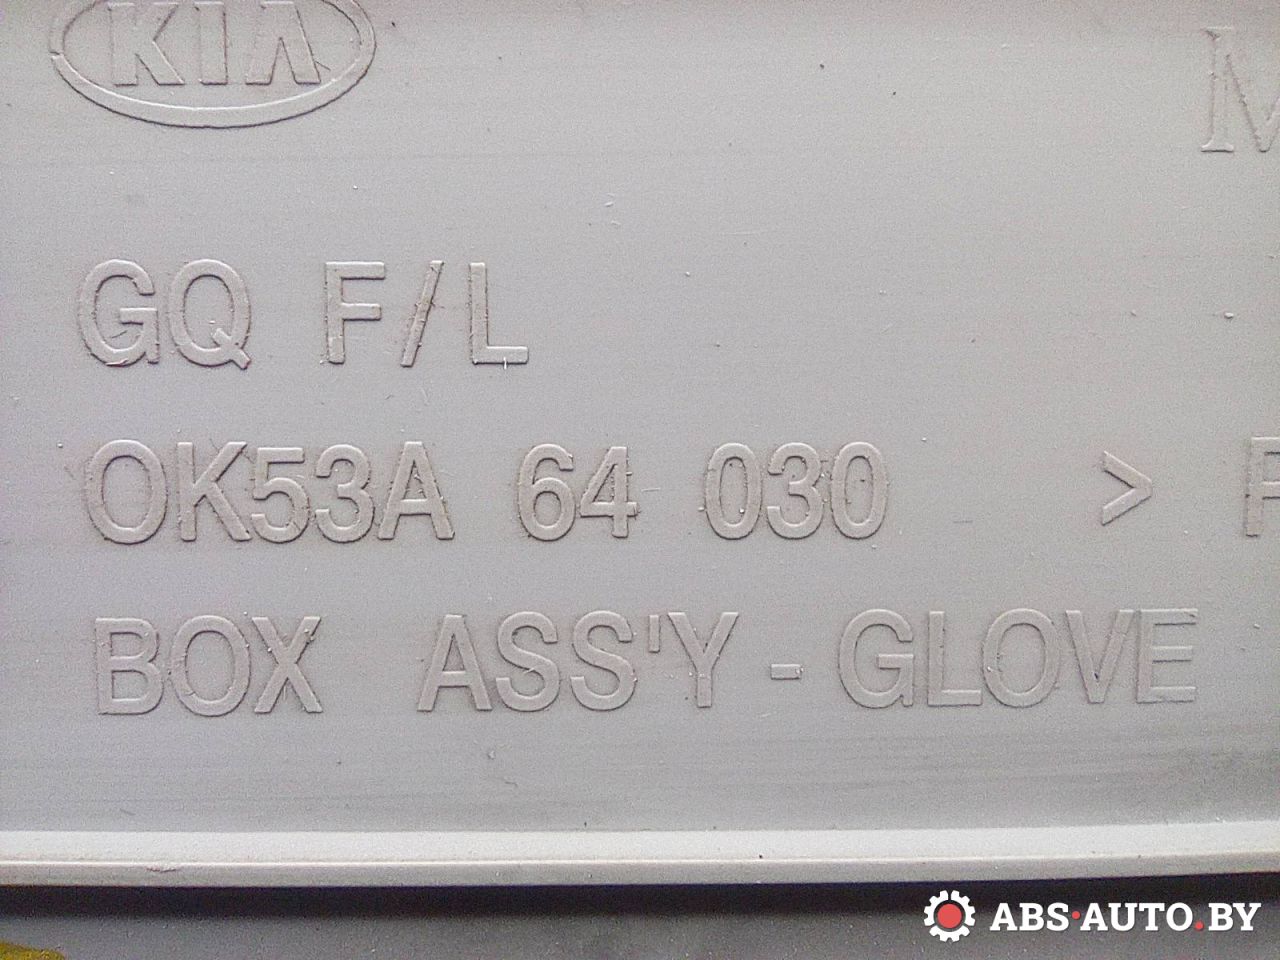 KIA
GQ F/L
OK53A 64 030 >
BOX ASS'Y - GLOVE
ABS·AUTO.BY